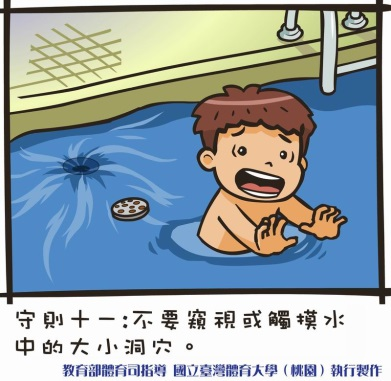 守則十一:不要窺視或觸摸水
中的大小洞穴。
教育部體育司指導 國立臺灣體育大學（桃園）執行製作